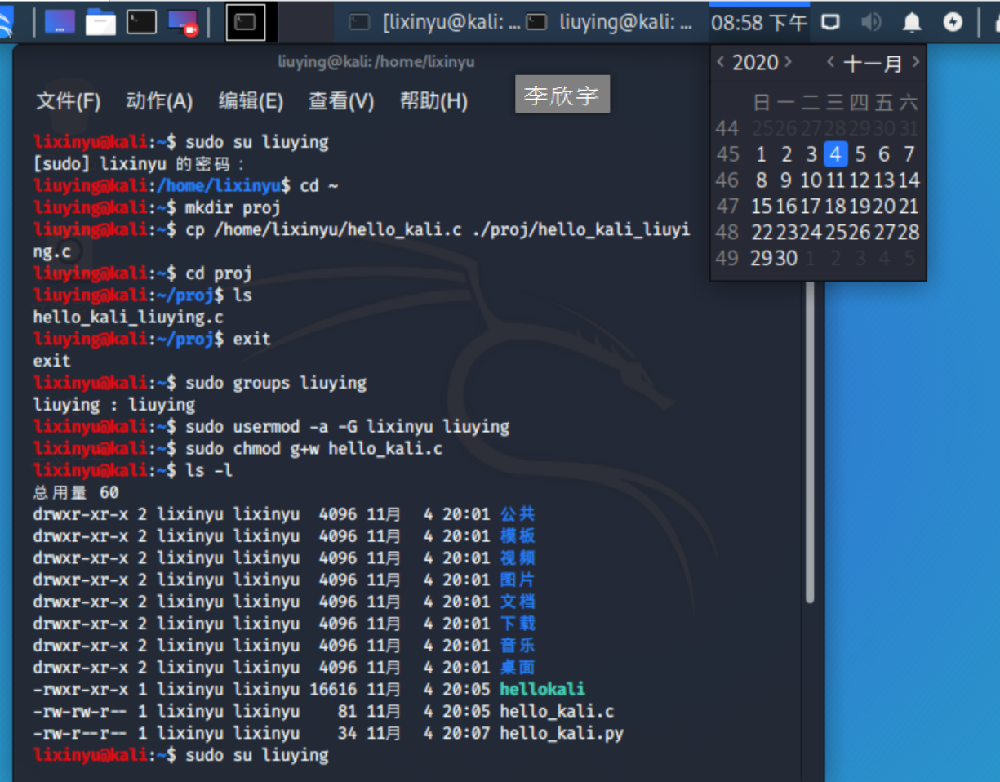 [lixinyu@kali: ... liuying@kali: ... 08:58 下午
liuying@kali:/home/lixinyu
文件(F) 动作(A) 编辑(E) 查看(V) 帮助(H)
李欣宇
lixinyu@kali:~$ sudo su liuying
[sudo] lixinyu 的密码：
liuying@kali:/home/lixinyu$ cd ~
liuying@kali:~$ mkdir proj
liuying@kali:~$ cp /home/lixinyu/hello_kali.c ./proj/hello_kali_liuyi
ng.c
liuying@kali:~$ cd proj
liuying@kali:~/proj$ ls
hello_kali_liuying.c
liuying@kali:~/proj$ exit
exit
lixinyu@kali:~$ sudo groups liuying
liuying : liuying
lixinyu@kali:~$ sudo usermod -a -G lixinyu liuying
lixinyu@kali:~$ sudo chmod g+w hello_kali.c
lixinyu@kali:~$ ls -l
总用量 60
drwxr-xr-x 2 lixinyu lixinyu  4096 11月  4 20:01 公共
drwxr-xr-x 2 lixinyu lixinyu  4096 11月  4 20:01 模板
drwxr-xr-x 2 lixinyu lixinyu  4096 11月  4 20:01 视频
drwxr-xr-x 2 lixinyu lixinyu  4096 11月  4 20:01 图片
drwxr-xr-x 2 lixinyu lixinyu  4096 11月  4 20:01 文档
drwxr-xr-x 2 lixinyu lixinyu  4096 11月  4 20:01 下载
drwxr-xr-x 2 lixinyu lixinyu  4096 11月  4 20:01 音乐
drwxr-xr-x 2 lixinyu lixinyu  4096 11月  4 20:01 桌面
-rwxr-xr-x 1 lixinyu lixinyu 16616 11月  4 20:05 hellokali
-rw-rw-r-- 1 lixinyu lixinyu    81 11月  4 20:05 hello_kali.c
-rw-r--r-- 1 lixinyu lixinyu    34 11月  4 20:07 hello_kali.py
lixinyu@kali:~$ sudo su liuying
‹ 2020 › ‹ 十一月 ›
日 一 二 三 四 五 六
44 25 26 27 28 29 30 31
45 1 2 3 4 5 6 7
46 8 9 10 11 12 13 14
47 15 16 17 18 19 20 21
48 22 23 24 25 26 27 28
49 29 30 1 2 3 4 5